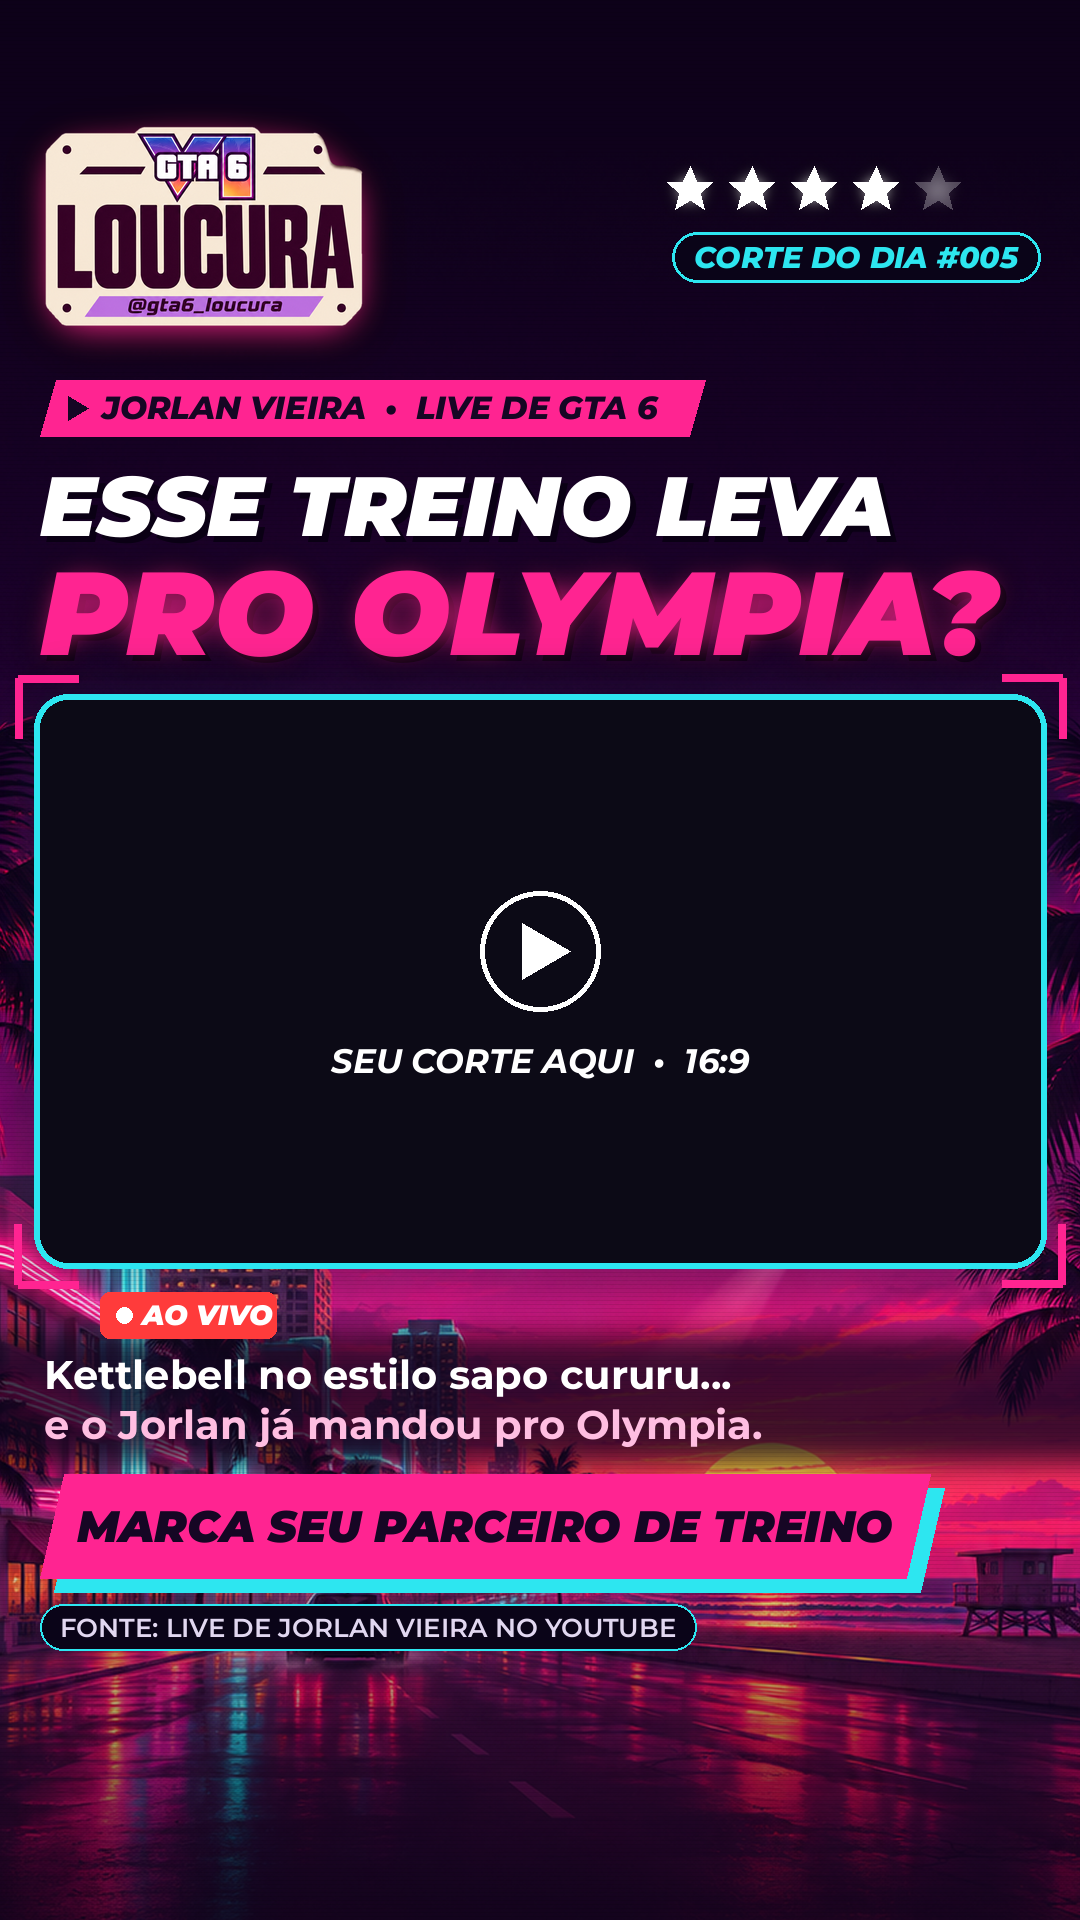 VI
GTA 6
LOUCURA
@gta6_loucura
CORTE DO DIA #005
JORLAN VIEIRA • LIVE DE GTA 6
ESSE TREINO LEVA
PRO OLYMPIA?
SEU CORTE AQUI • 16:9
AO VIVO
Kettlebell no estilo sapo cururu...
e o Jorlan já mandou pro Olympia.
MARCA SEU PARCEIRO DE TREINO
FONTE: LIVE DE JORLAN VIEIRA NO YOUTUBE